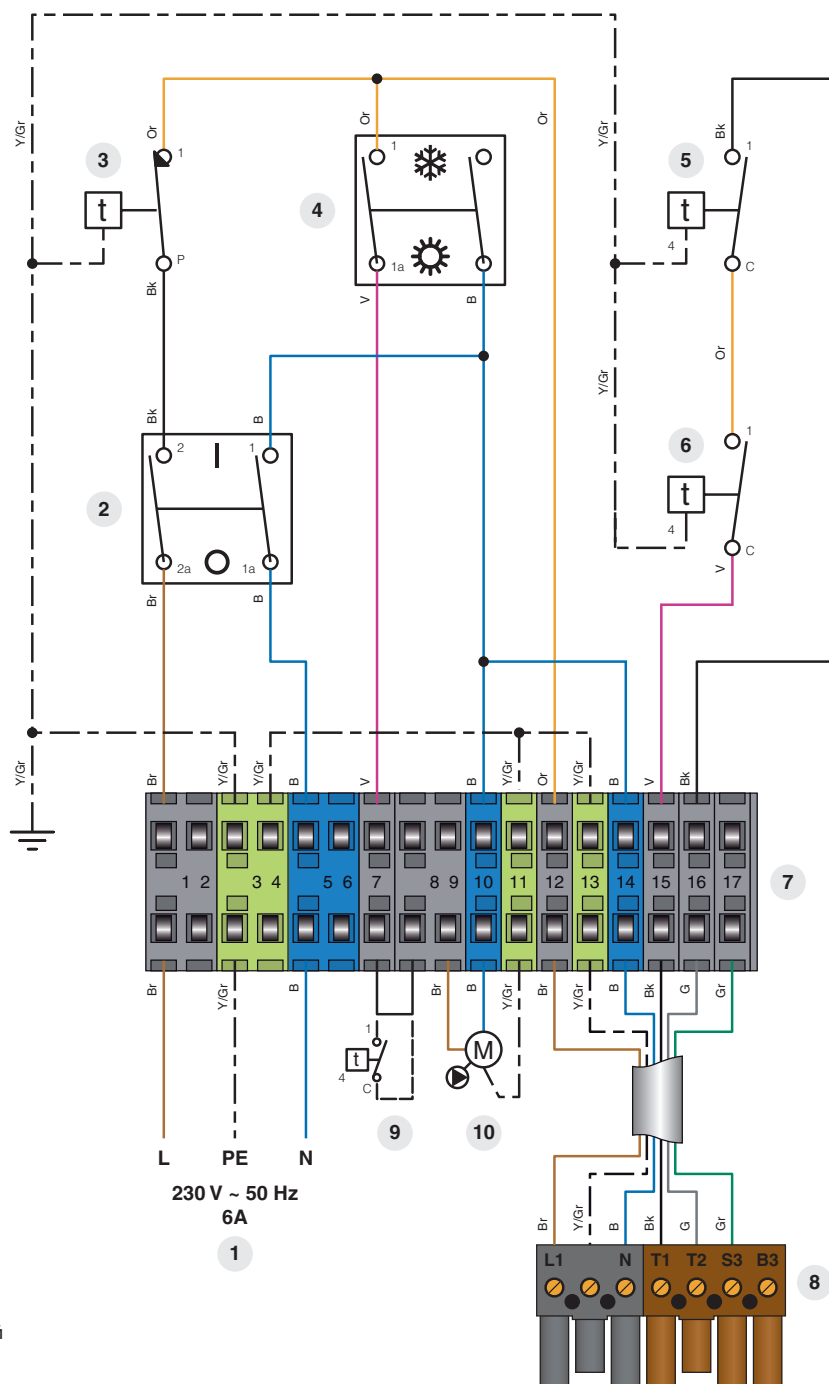 Y/Gr
Or
3
1
t
P
Bk
Or
4
1
1a
V
B
Or
Y/Gr
Bk
5
1
t
4
C
Or
Y/Gr
6
1
t
4
C
V
Bk
B
2
2
1
2a
1a
Br
B
Y/Gr
Br
Y/Gr
Y/Gr
B
V
B
Y/Gr
Or
Y/Gr
B
V
Bk
1 2 3 4 5 6 7 8 9 10 11 12 13 14 15 16 17
7
Br
Y/Gr
B
Br
B
Y/Gr
Br
Y/Gr
B
Bk
G
Gr
1
t
4
C
M
9
10
L PE N
230 V ~ 50 Hz
6A
1
Br
Y/Gr
B
Bk
G
Gr
L1 N T1 T2 S3 B3
8
й